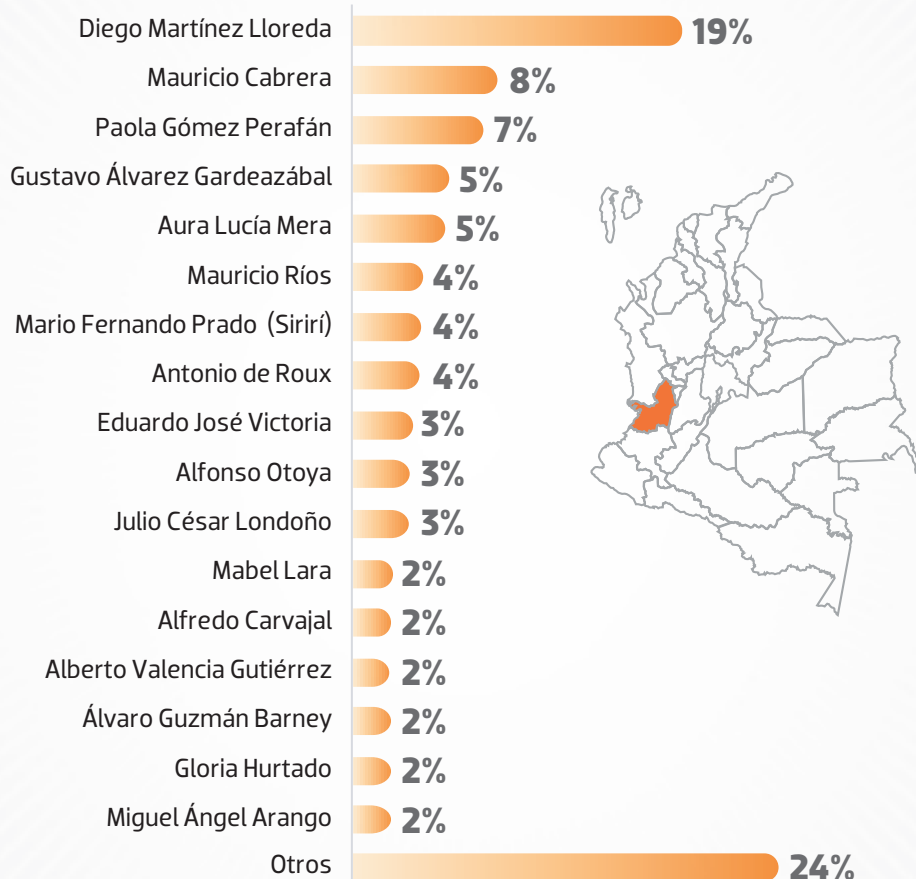 Diego Martínez Lloreda 19%
Mauricio Cabrera 8%
Paola Gómez Perafán 7%
Gustavo Álvarez Gardeazábal 5%
Aura Lucía Mera 5%
Mauricio Ríos 4%
Mario Fernando Prado (Sirirí) 4%
Antonio de Roux 4%
Eduardo José Victoria 3%
Alfonso Otoya 3%
Julio César Londoño 3%
Mabel Lara 2%
Alfredo Carvajal 2%
Alberto Valencia Gutiérrez 2%
Álvaro Guzmán Barney 2%
Gloria Hurtado 2%
Miguel Ángel Arango 2%
Otros 24%